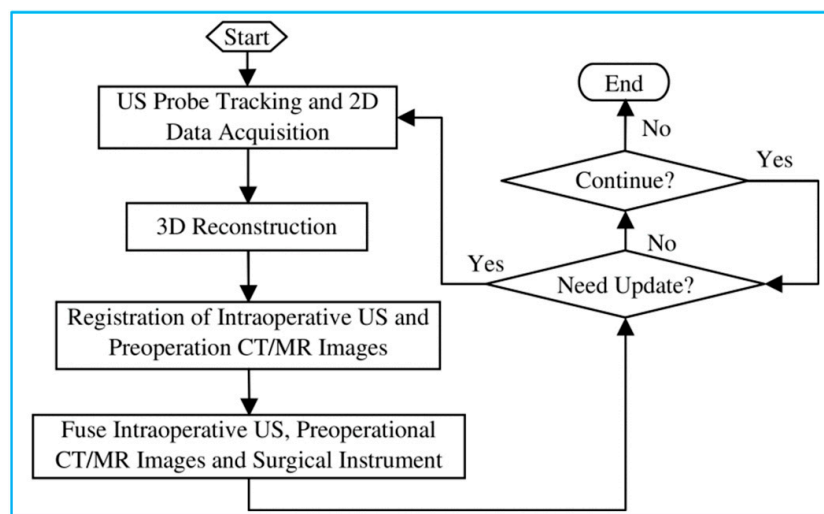 Start
US Probe Tracking and 2D
Data Acquisition
3D Reconstruction
Registration of Intraoperative US and
Preoperation CT/MR Images
Fuse Intraoperative US, Preoperational
CT/MR Images and Surgical Instrument
End
No
Continue?
Yes
No
Yes
Need Update?